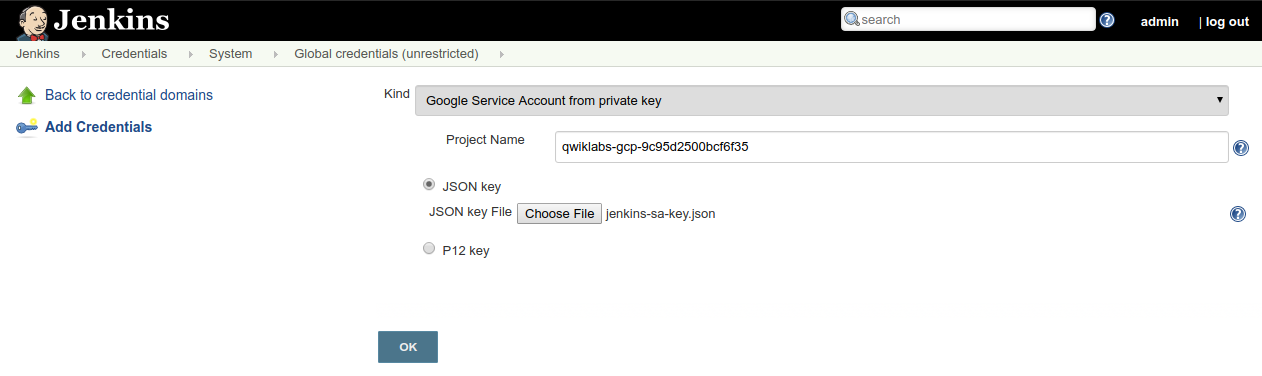 Jenkins
search
?
admin
| log out
Jenkins
Credentials
System
Global credentials (unrestricted)
Back to credential domains
Add Credentials
Kind
Google Service Account from private key
Project Name
qwiklabs-gcp-9c95d2500bcf6f35
?
JSON key
JSON key File
Choose File
jenkins-sa-key.json
?
P12 key
OK